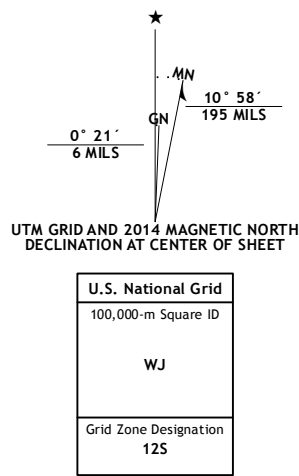 ★
MN
GN
10° 58´
195 MILS
0° 21´
6 MILS
UTM GRID AND 2014 MAGNETIC NORTH
DECLINATION AT CENTER OF SHEET
U.S. National Grid
100,000-m Square ID
WJ
Grid Zone Designation
12S